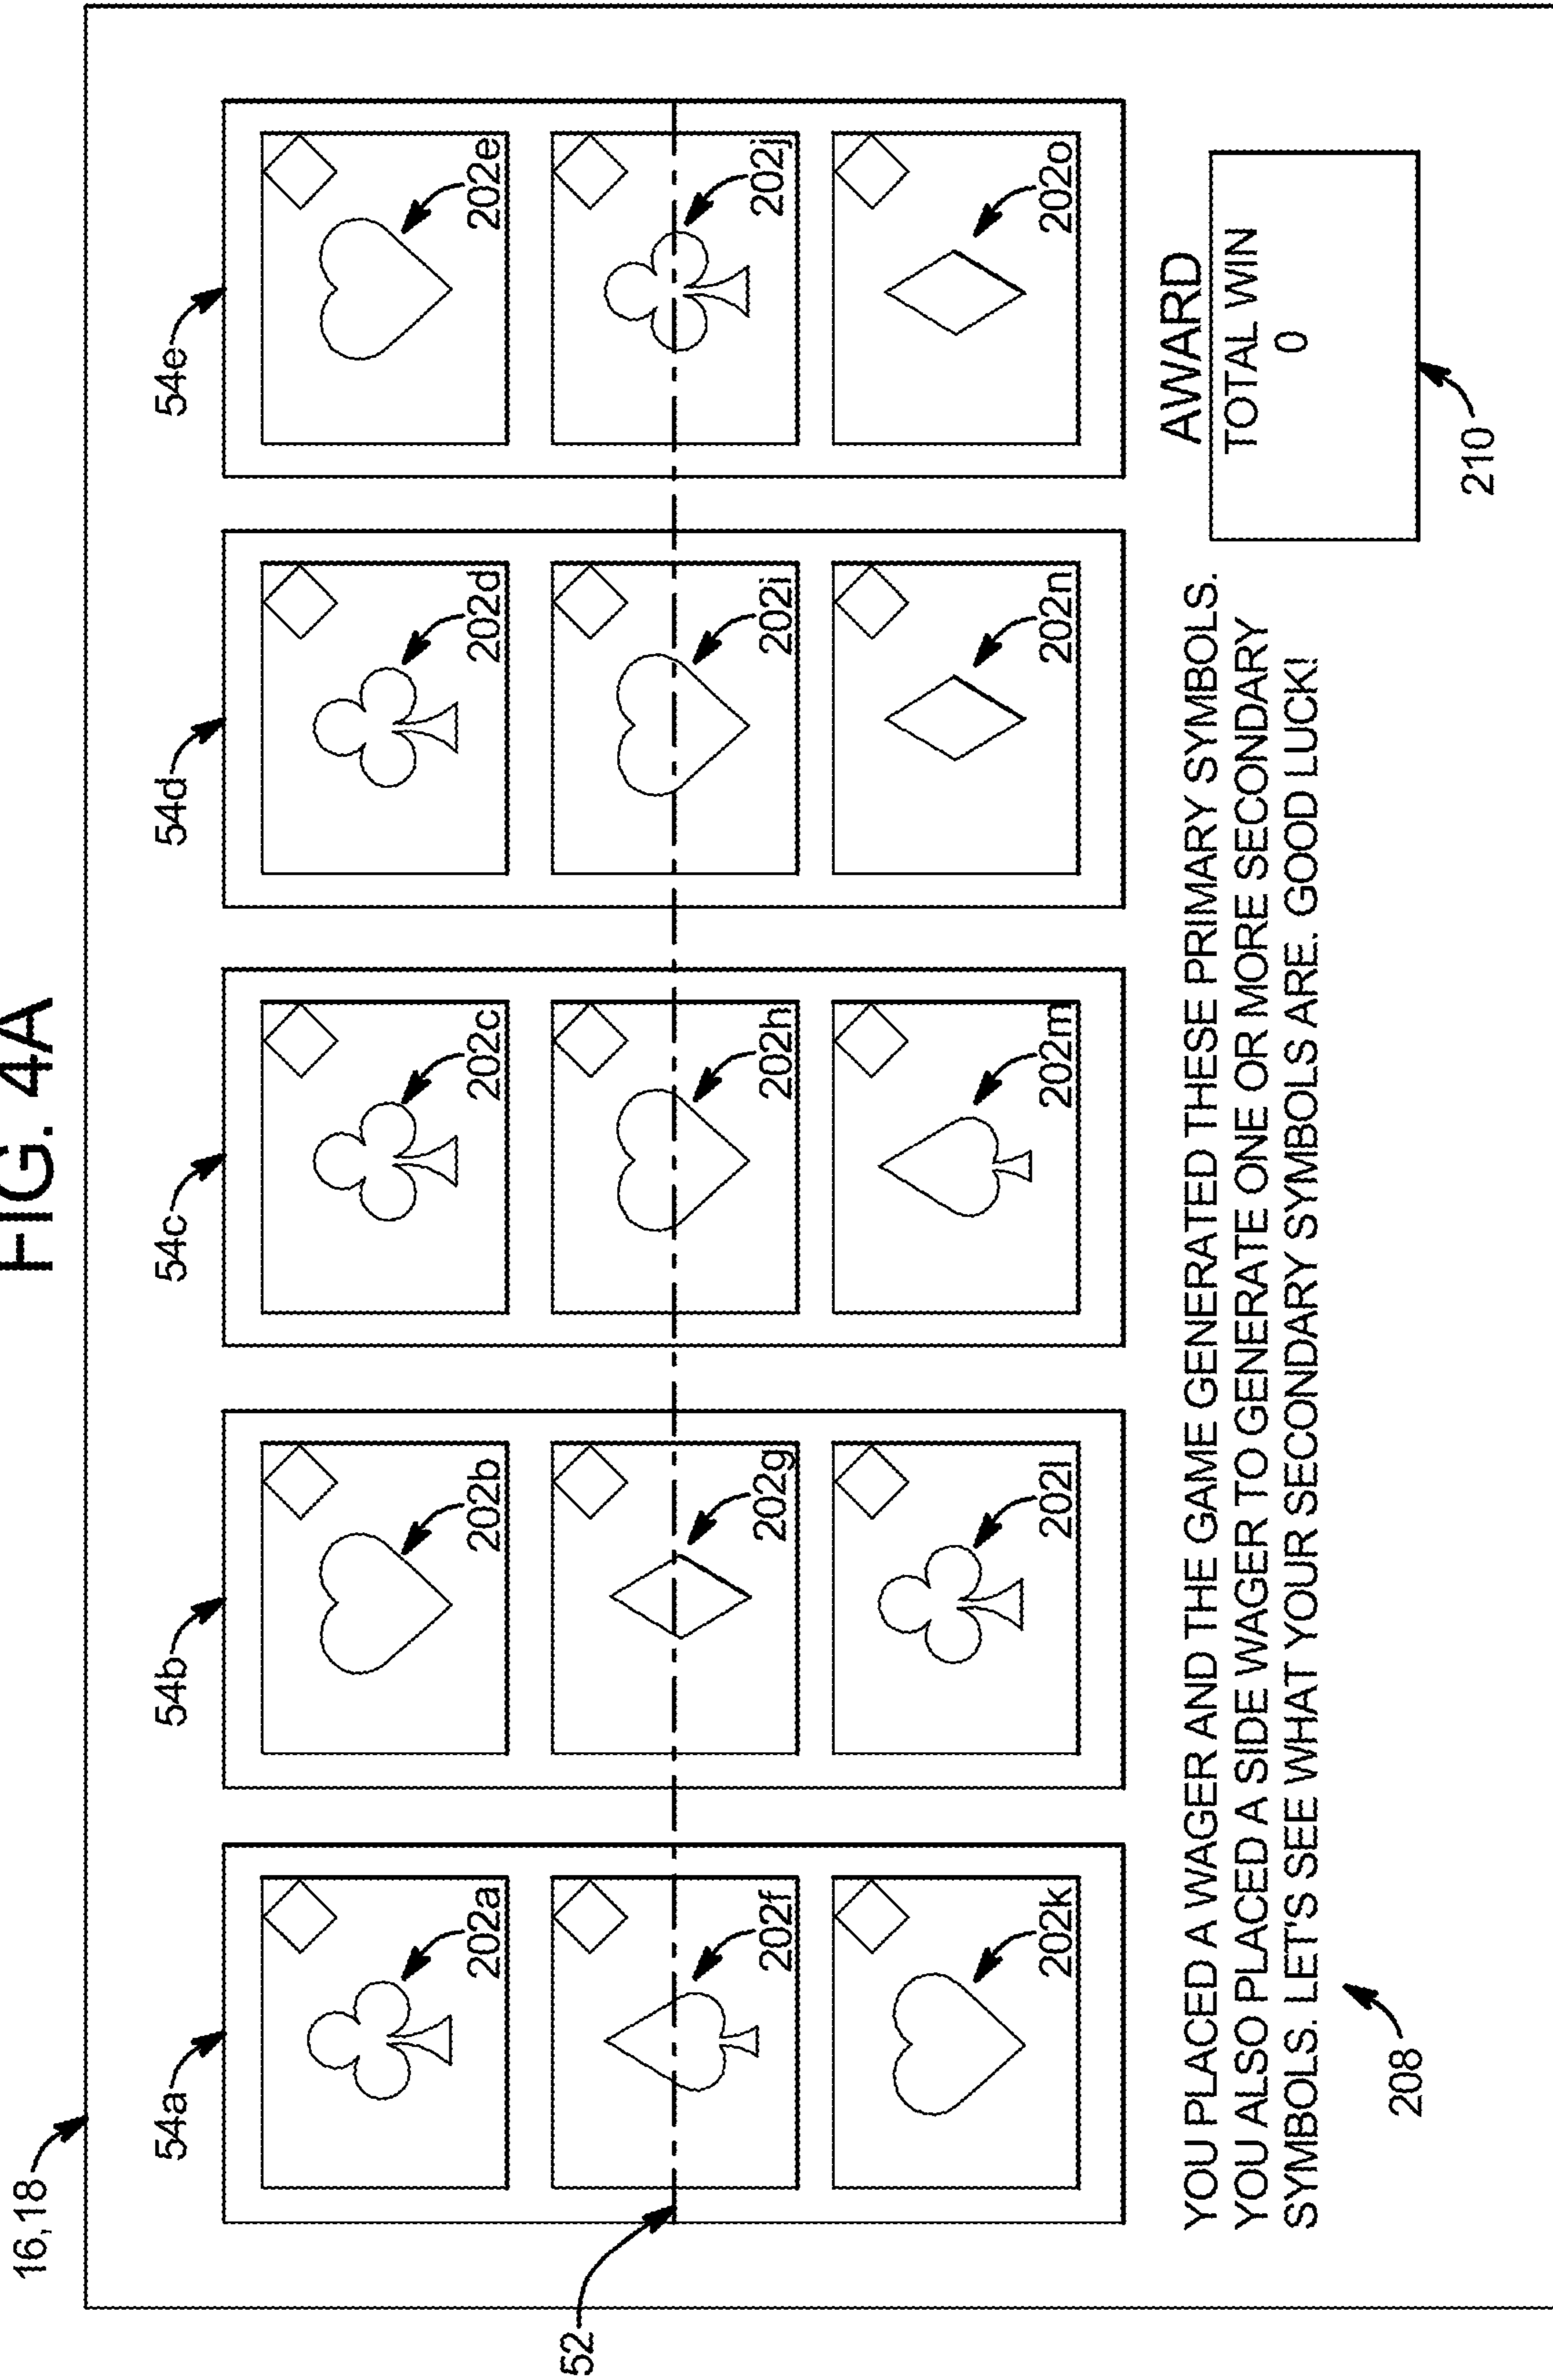 FIG. 4A
16,18
54a
54b
54c
54d
54e
202a
202b
202c
202d
202e
52
202f
202g
202h
202i
202j
202k
202l
202m
202n
202o
YOU PLACED A WAGER AND THE GAME GENERATED THESE PRIMARY SYMBOLS.
YOU ALSO PLACED A SIDE WAGER TO GENERATE ONE OR MORE SECONDARY
SYMBOLS. LET'S SEE WHAT YOUR SECONDARY SYMBOLS ARE. GOOD LUCK!
208
AWARD
TOTAL WIN
0
210